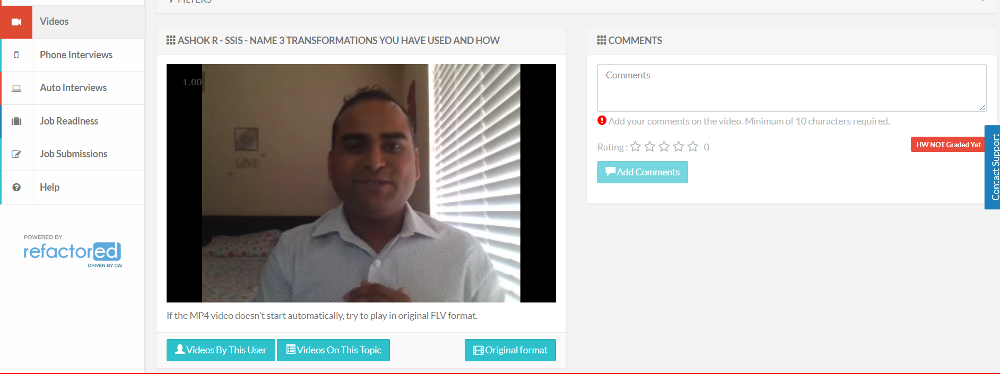 FILTERS
Videos
Phone Interviews
Auto Interviews
Job Readiness
Job Submissions
Help
POWERED BY
refactored
DRIVEN BY CAI
ASHOK R - SSIS - NAME 3 TRANSFORMATIONS YOU HAVE USED AND HOW
1.00
LOVE
If the MP4 video doesn't start automatically, try to play in original FLV format.
Videos By This User
Videos On This Topic
Original format
COMMENTS
Comments
Add your comments on the video. Minimum of 10 characters required.
Rating : 0
HW NOT Graded Yet
Add Comments
Contact Support